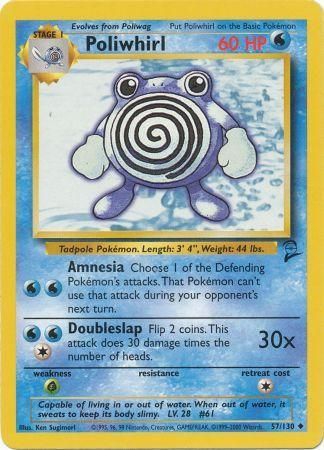 Evolves from Poliwag Put Poliwhirl on the Basic Pokémon
STAGE 1
Poliwhirl 60 HP
Tadpole Pokémon. Length: 3' 4", Weight: 44 lbs.
Amnesia Choose 1 of the Defending
Pokémon's attacks. That Pokémon can't
use that attack during your opponent's
next turn.
Doubleslap Flip 2 coins. This
attack does 30 damage times the
number of heads.
30x
weakness resistance retreat cost
Capable of living in or out of water. When out of water, it
sweats to keep its body slimy. LV. 28 #61
Illus. Ken Sugimori ©1995, 96, 98 Nintendo, Creatures, GAMEFREAK. ©1999-2000 Wizards. 57/130